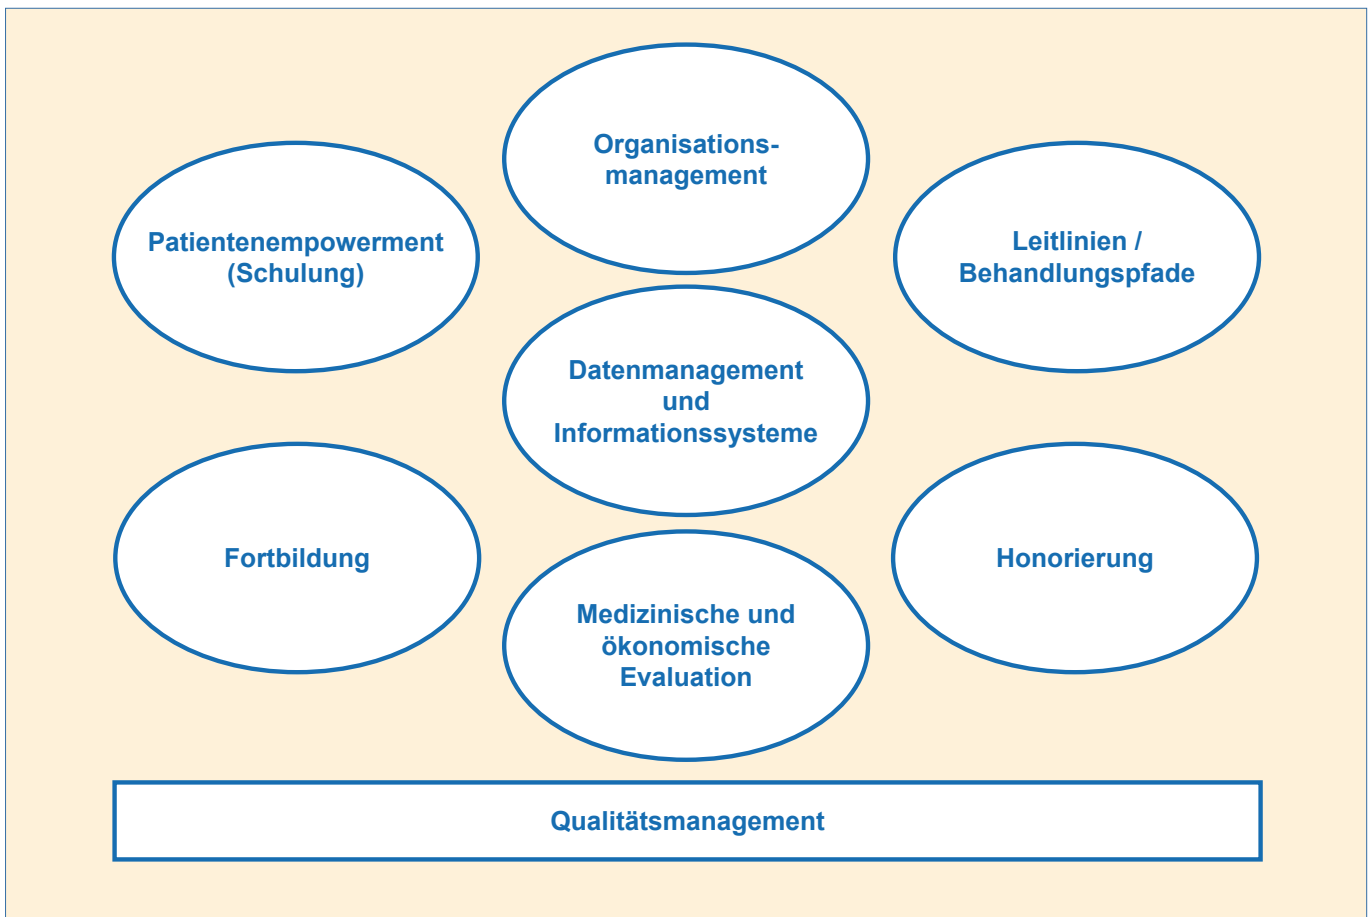 Organisations-
management
Patientenempowerment
(Schulung)
Leitlinien /
Behandlungspfade
Datenmanagement
und
Informationssysteme
Fortbildung
Honorierung
Medizinische und
ökonomische
Evaluation
Qualitätsmanagement